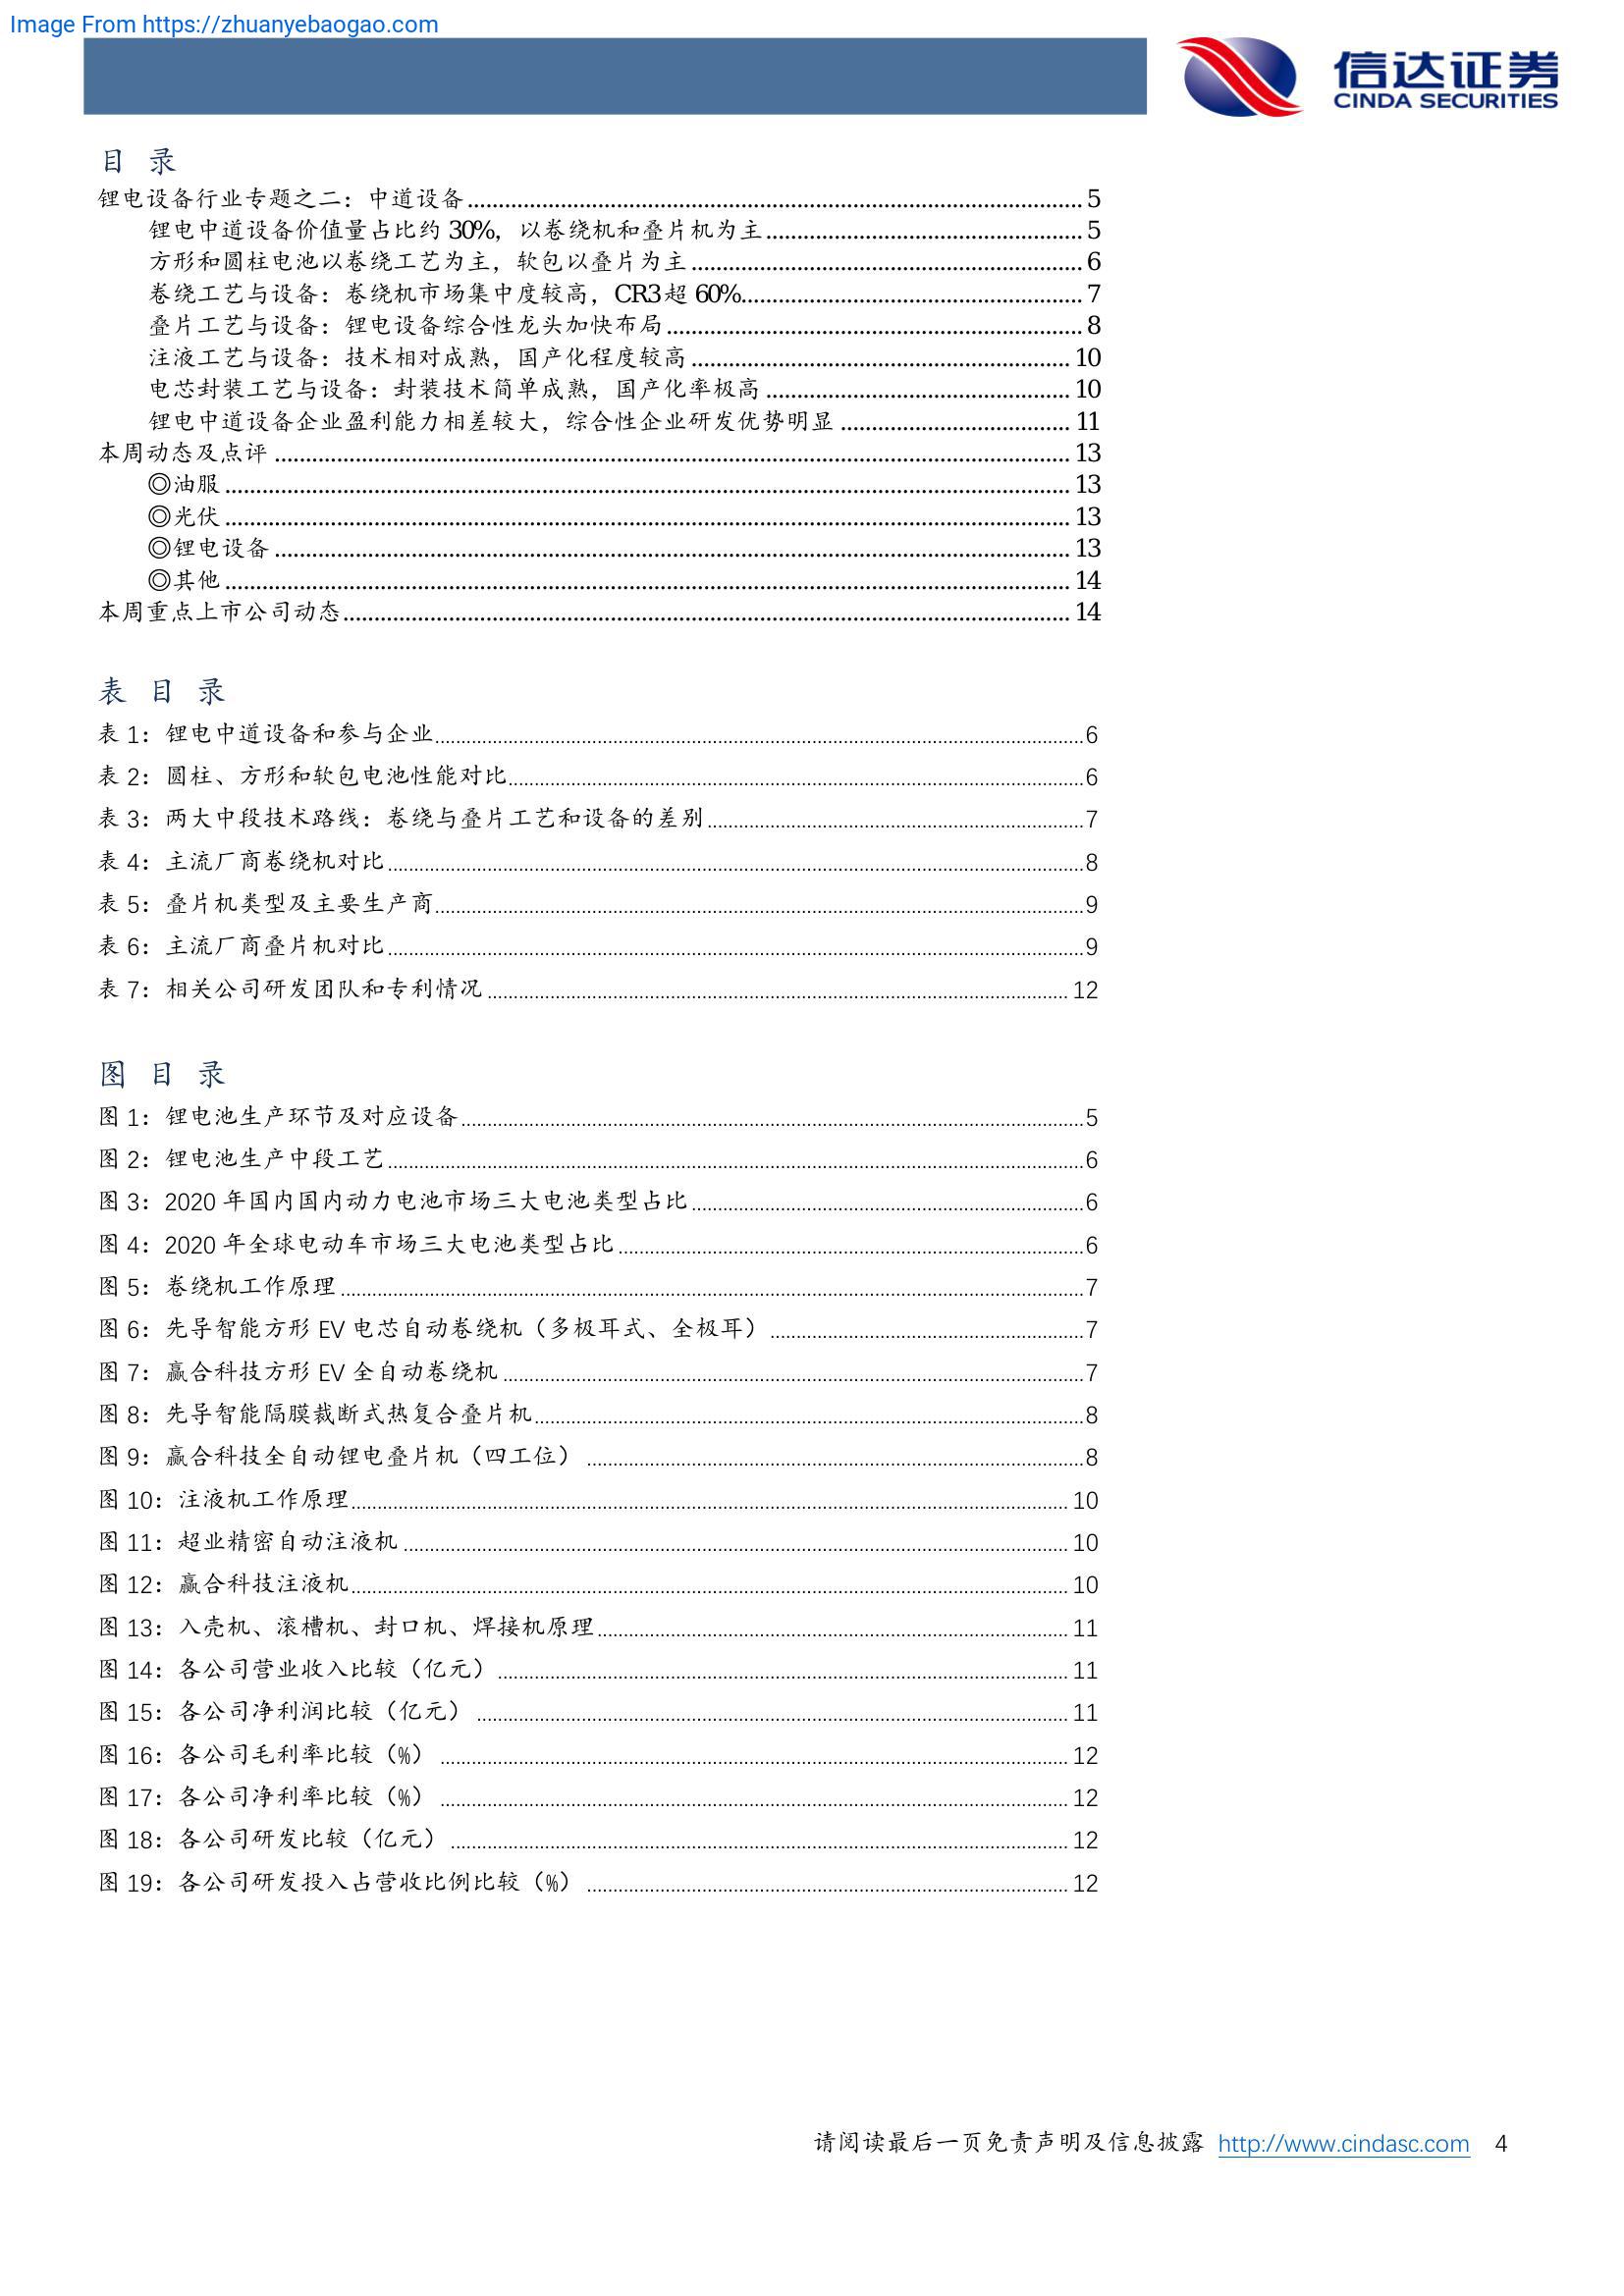 Image From https://zhuanyebaogao.com
信达证券
CINDA SECURITIES
目 录
锂电设备行业专题之二：中道设备 5
锂电中道设备价值量占比约 30%，以卷绕机和叠片机为主 5
方形和圆柱电池以卷绕工艺为主，软包以叠片为主 6
卷绕工艺与设备：卷绕机市场集中度较高，CR3 超 60% 7
叠片工艺与设备：锂电设备综合性龙头加快布局 8
注液工艺与设备：技术相对成熟，国产化程度较高 10
电芯封装工艺与设备：封装技术简单成熟，国产化率极高 10
锂电中道设备企业盈利能力相差较大，综合性企业研发优势明显 11
本周动态及点评 13
◎油服 13
◎光伏 13
◎锂电设备 13
◎其他 14
本周重点上市公司动态 14
表 目 录
表 1：锂电中道设备和参与企业 6
表 2：圆柱、方形和软包电池性能对比 6
表 3：两大中段技术路线：卷绕与叠片工艺和设备的差别 7
表 4：主流厂商卷绕机对比 8
表 5：叠片机类型及主要生产商 9
表 6：主流厂商叠片机对比 9
表 7：相关公司研发团队和专利情况 12
图 目 录
图 1：锂电池生产环节及对应设备 5
图 2：锂电池生产中段工艺 6
图 3：2020 年国内国内动力电池市场三大电池类型占比 6
图 4：2020 年全球电动车市场三大电池类型占比 6
图 5：卷绕机工作原理 7
图 6：先导智能方形 EV 电芯自动卷绕机（多极耳式、全极耳） 7
图 7：赢合科技方形 EV 全自动卷绕机 7
图 8：先导智能隔膜裁断式热复合叠片机 8
图 9：赢合科技全自动锂电叠片机（四工位） 8
图 10：注液机工作原理 10
图 11：超业精密自动注液机 10
图 12：赢合科技注液机 10
图 13：入壳机、滚槽机、封口机、焊接机原理 11
图 14：各公司营业收入比较（亿元） 11
图 15：各公司净利润比较（亿元） 11
图 16：各公司毛利率比较（%） 12
图 17：各公司净利率比较（%） 12
图 18：各公司研发比较（亿元） 12
图 19：各公司研发投入占营收比例比较（%） 12
请阅读最后一页免责声明及信息披露 http://www.cindasc.com 4